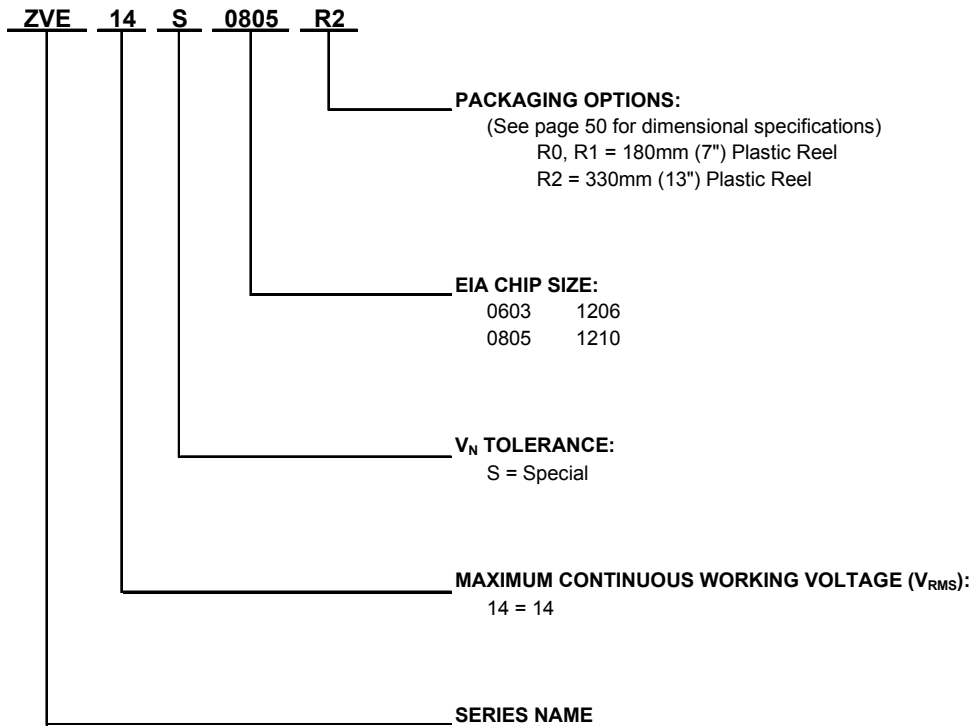 ZVE 14 S 0805 R2
PACKAGING OPTIONS:
(See page 50 for dimensional specifications)
R0, R1 = 180mm (7") Plastic Reel
R2 = 330mm (13") Plastic Reel
EIA CHIP SIZE:
0603 1206
0805 1210
VN TOLERANCE:
S = Special
MAXIMUM CONTINUOUS WORKING VOLTAGE (VRMS):
14 = 14
SERIES NAME